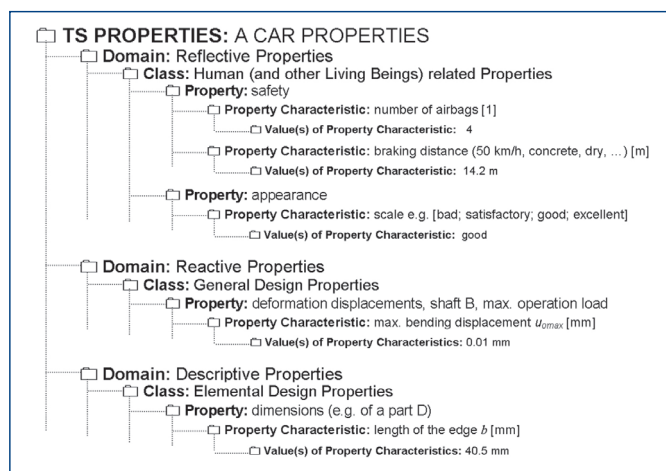 TS PROPERTIES: A CAR PROPERTIES
Domain: Reflective Properties
Class: Human (and other Living Beings) related Properties
Property: safety
Property Characteristic: number of airbags [1]
Value(s) of Property Characteristic: 4
Property Characteristic: braking distance (50 km/h, concrete, dry, ...) [m]
Value(s) of Property Characteristic: 14.2 m
Property: appearance
Property Characteristic: scale e.g. [bad; satisfactory; good; excellent]
Value(s) of Property Characteristic: good
Domain: Reactive Properties
Class: General Design Properties
Property: deformation displacements, shaft B, max. operation load
Property Characteristic: max. bending displacement uomax [mm]
Value(s) of Property Characteristics: 0.01 mm
Domain: Descriptive Properties
Class: Elemental Design Properties
Property: dimensions (e.g. of a part D)
Property Characteristic: length of the edge b [mm]
Value(s) of Property Characteristics: 40.5 mm